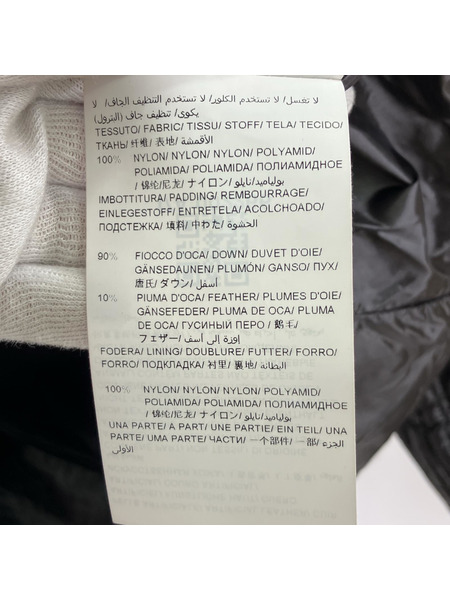 لا تغسل/ لا تستخدم الكلور/ لا تستخدم التنظيف الجاف/ لا
يكوى/ تنظيف جاف (البترول)
TESSUTO/ FABRIC/ TISSU/ STOFF/ TELA/ TECIDO/
ТКАНЬ/ 纤维/ 表地/ الأقمشة
100% NYLON/ NYLON/ NYLON/ POLYAMID/
POLIAMIDA/ POLIAMIDA/ ПОЛИАМИДНОЕ
/ 锦纶/尼龙/ ナイロン/ بولياميد/نايلو
IMBOTTITURA/ PADDING/ REMBOURRAGE/
EINLEGESTOFF/ ENTRETELA/ ACOLCHOADO/
ПОДСТЕЖКА/ 填料/ 中わた/ الحشوة
90% FIOCCO D'OCA/ DOWN/ DUVET D'OIE/
GÄNSEDAUNEN/ PLUMÓN/ GANSO/ ПУХ/
ダウン/ أسفل
10% PIUMA D'OCA/ FEATHER/ PLUMES D'OIE/
GÄNSEFEDER/ PLUMA DE OCA/ PLUMA
DE OCA/ ГУСИНЫЙ ПЕРО / 鹅毛/
フェザー/ إوزة إلى أسف
FODERA/ LINING/ DOUBLURE/ FUTTER/ FORRO/
FORRO/ ПОДКЛАДКА/ 衬里/ 裏地/ البطانة
100% NYLON/ NYLON/ NYLON/ POLYAMID/
POLIAMIDA/ POLIAMIDA/ ПОЛИАМИДНОЕ
/ 锦纶/尼龙/ ナイロン/ بولياميد/نايلو
UNA PARTE/ A PART/ UNE PARTIE/ EIN TEIL/ UNA
PARTE/ UMA PARTE/ ЧАСТИ/ 一个部件/ 一部/ الجزء
الأولى